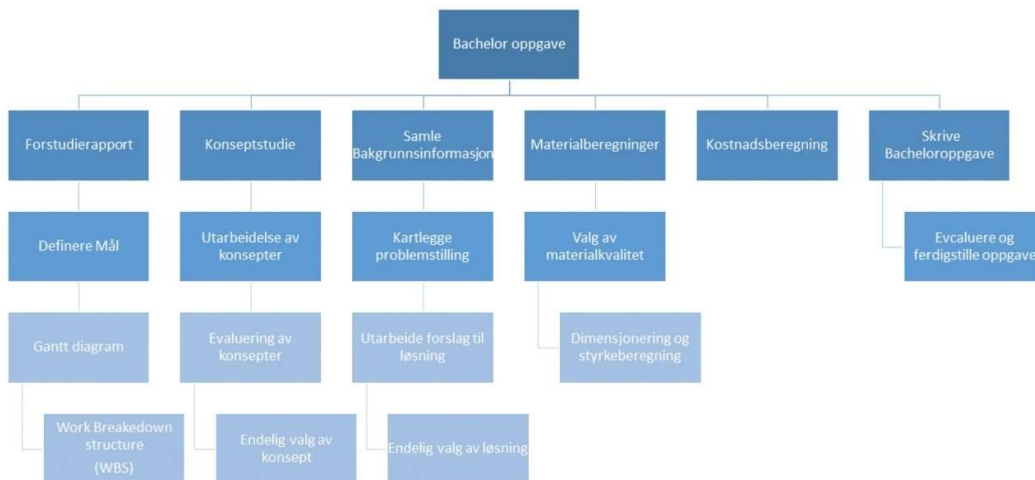 Bachelor oppgave
Forstudierapport
Konseptstudie
Samle
Bakgrunnsinformasjon
Materialberegninger
Kostnadsberegning
Skrive
Bacheloroppgave
Definere Mål
Utarbeidelse av
konsepter
Kartlegge
problemstilling
Valg av
materialkvalitet
Evcaluere og
ferdigstille oppgave
Gantt diagram
Evaluering av
konsepter
Utarbeide forslag til
løsning
Dimensjonering og
styrkeberegning
Work Breakedown
structure
(WBS)
Endelig valg av
konsept
Endelig valg av løsning